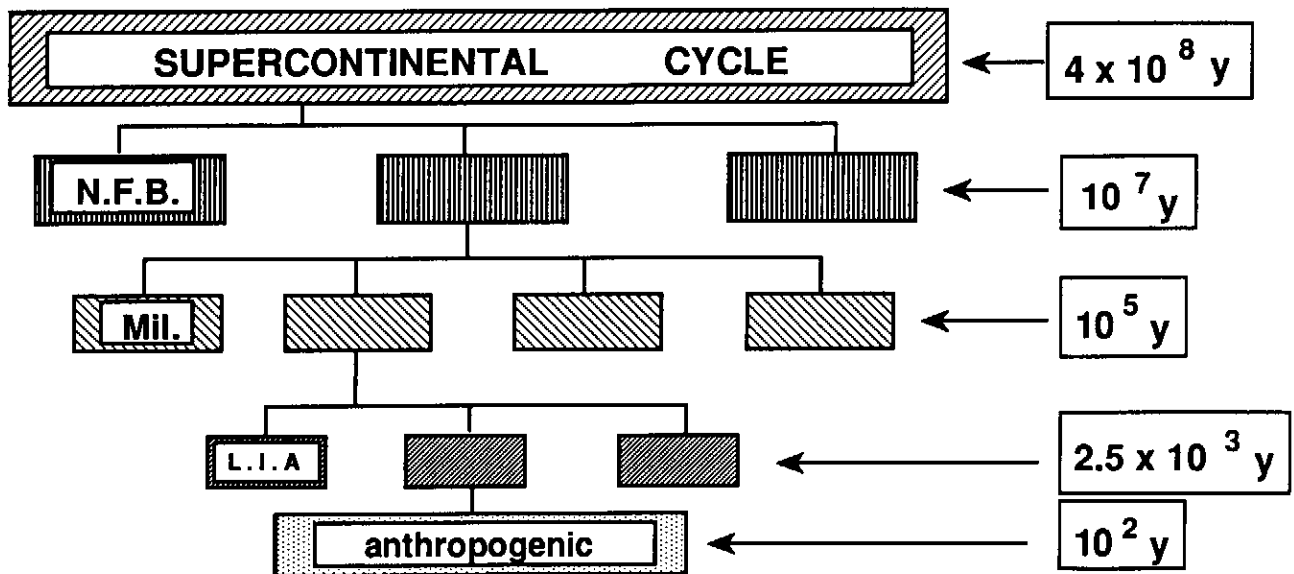 SUPERCONTINENTAL CYCLE
4 x 10 8 y
N.F.B.
10 7 y
Mil.
10 5 y
L.I.A
2.5 x 10 3 y
anthropogenic
10 2 y